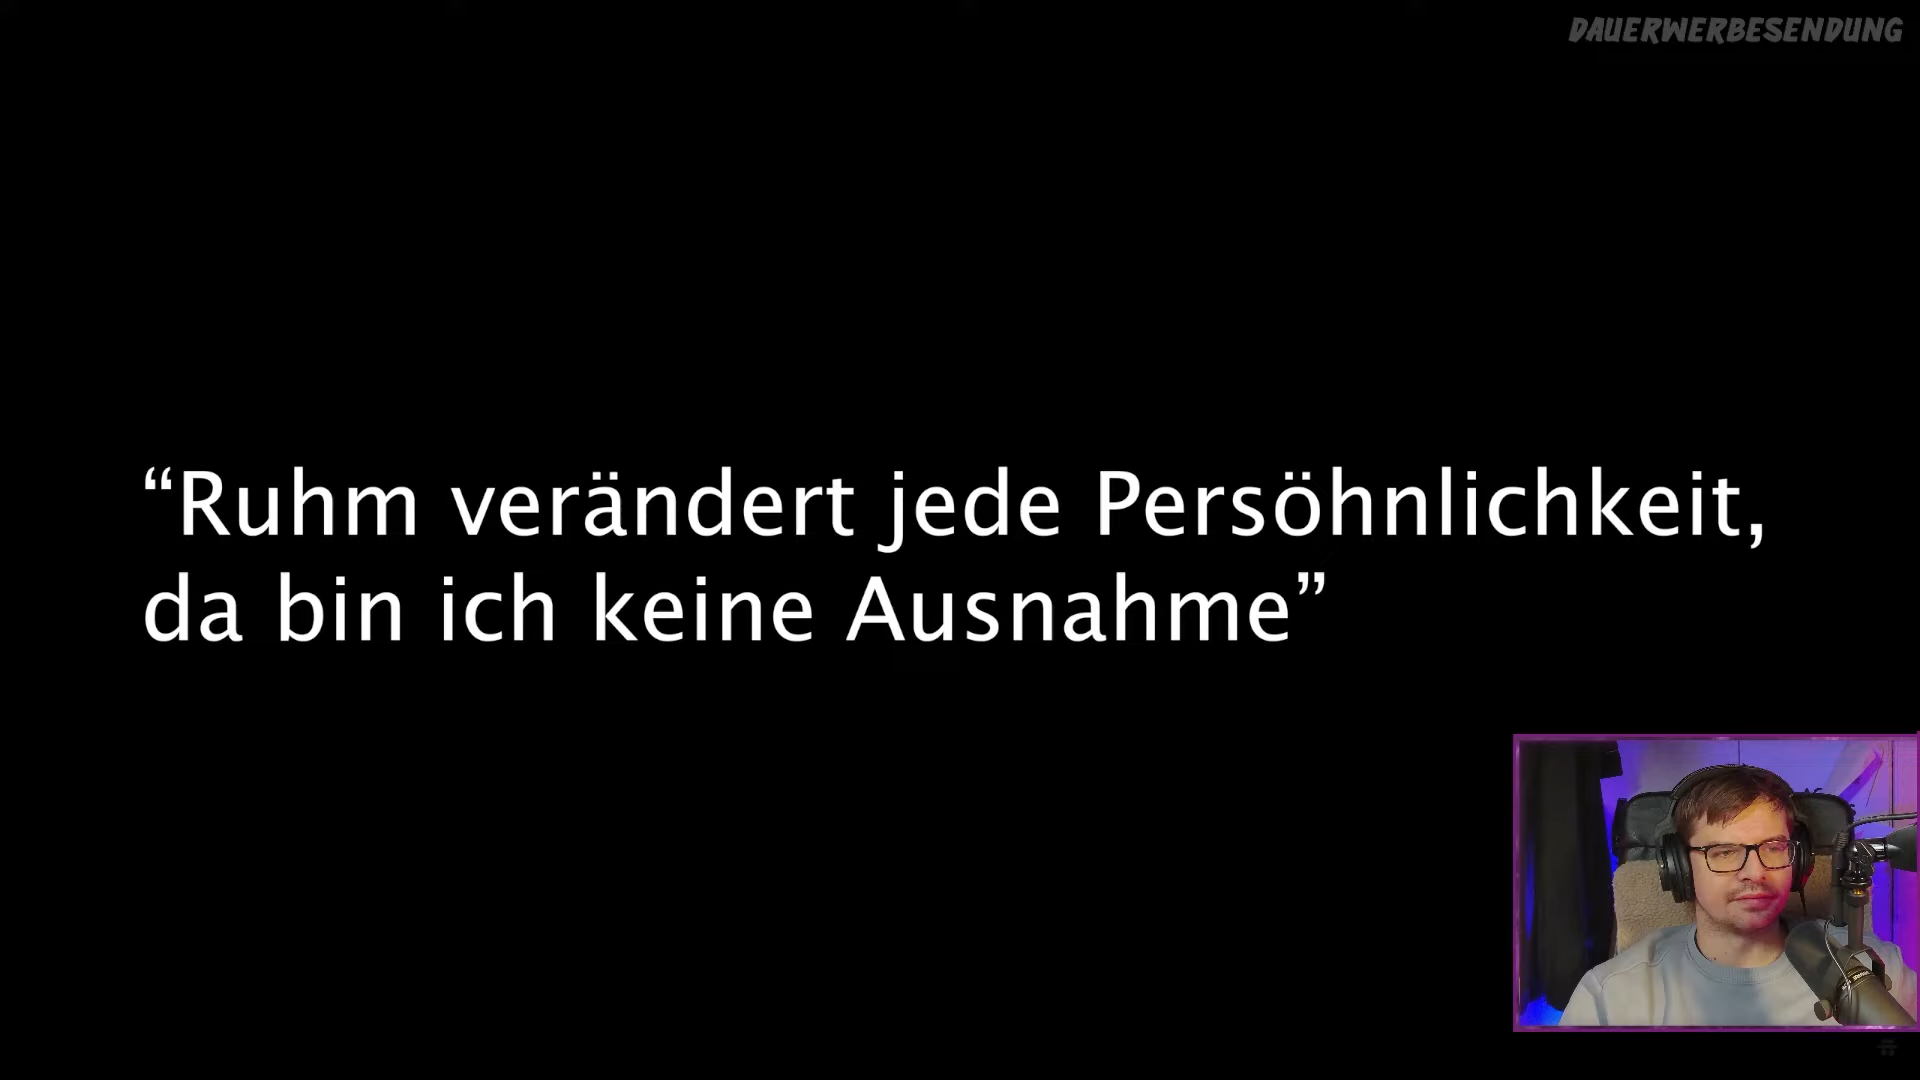 DAUERWERBESENDUNG
“Ruhm verändert jede Persöhnlichkeit,
da bin ich keine Ausnahme”